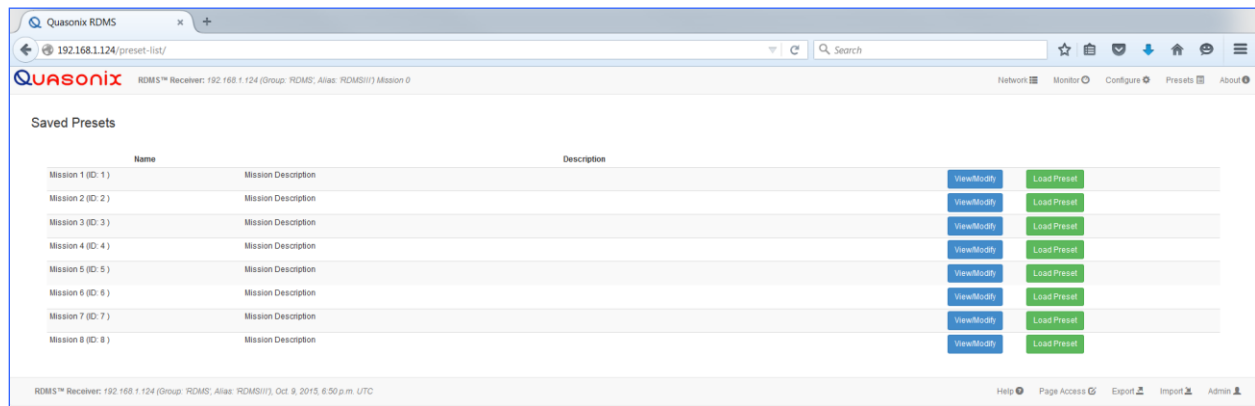 Quasonix RDMS
192.168.1.124/preset-list/
Search
QUASONIX RDMS™ Receiver: 192.168.1.124 (Group: 'RDMS', Alias: 'RDMSIII') Mission 0 Network Monitor Configure Presets About
Saved Presets
Name Description
Mission 1 (ID: 1 ) Mission Description View/Modify Load Preset
Mission 2 (ID: 2 ) Mission Description View/Modify Load Preset
Mission 3 (ID: 3 ) Mission Description View/Modify Load Preset
Mission 4 (ID: 4 ) Mission Description View/Modify Load Preset
Mission 5 (ID: 5 ) Mission Description View/Modify Load Preset
Mission 6 (ID: 6 ) Mission Description View/Modify Load Preset
Mission 7 (ID: 7 ) Mission Description View/Modify Load Preset
Mission 8 (ID: 8 ) Mission Description View/Modify Load Preset
RDMS™ Receiver: 192.168.1.124 (Group: 'RDMS', Alias: 'RDMSIII'), Oct. 9, 2015, 6:50 p.m. UTC Help Page Access Export Import Admin